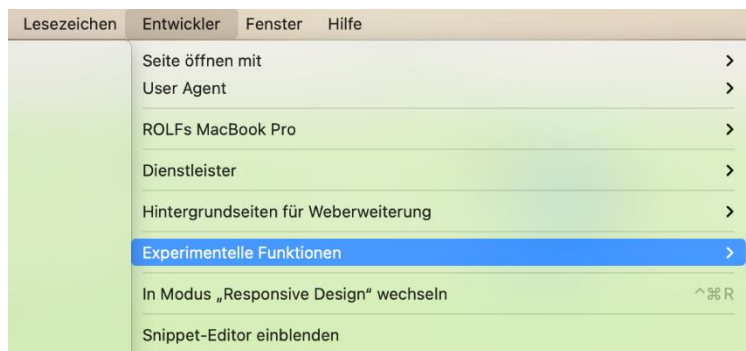 Lesezeichen Entwickler Fenster Hilfe
Seite öffnen mit
User Agent
ROLFs MacBook Pro
Dienstleister
Hintergrundseiten für Weberweiterung
Experimentelle Funktionen
In Modus „Responsive Design“ wechseln ^⌘R
Snippet-Editor einblenden